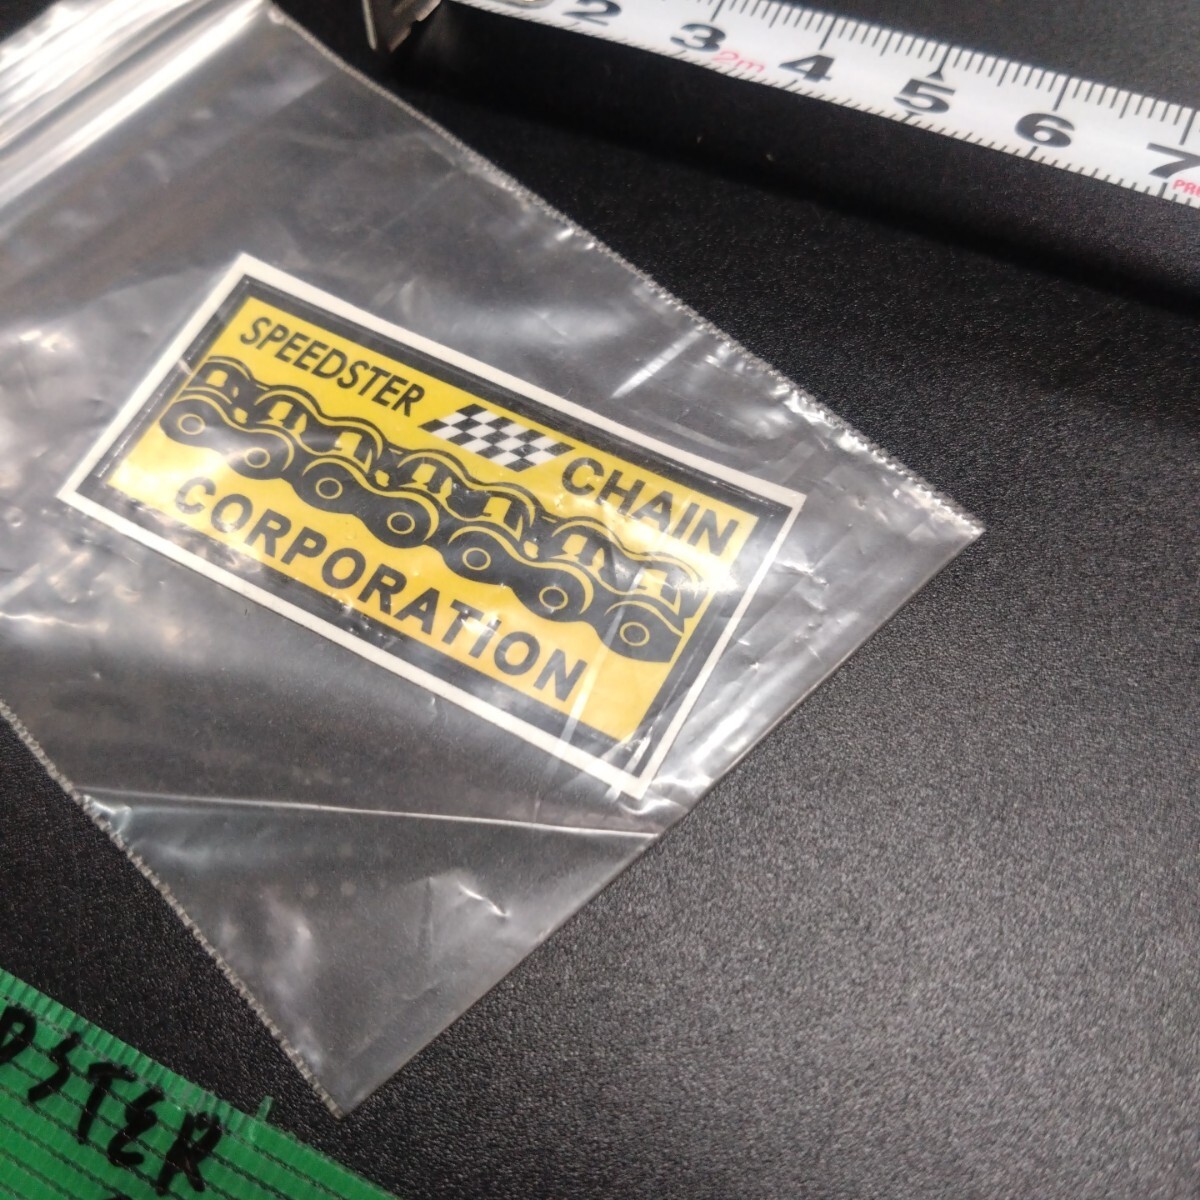 2 3 4 5 6 7
2m
SPEEDSTER
CHAIN
CORPORATION